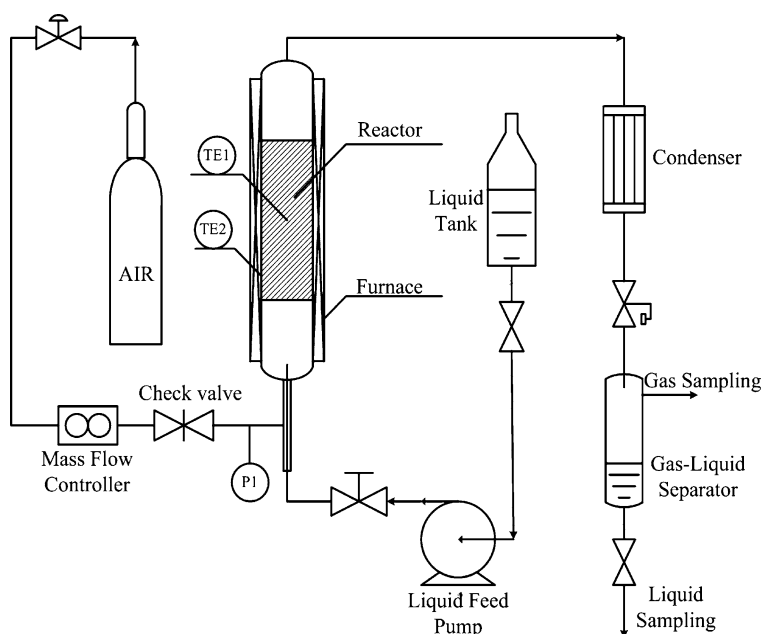 TE1
Reactor
Condenser
Liquid
Tank
TE2
AIR
Furnace
Check valve
Gas Sampling
Mass Flow
Controller
P1
Gas-Liquid
Separator
Liquid Feed
Pump
Liquid
Sampling